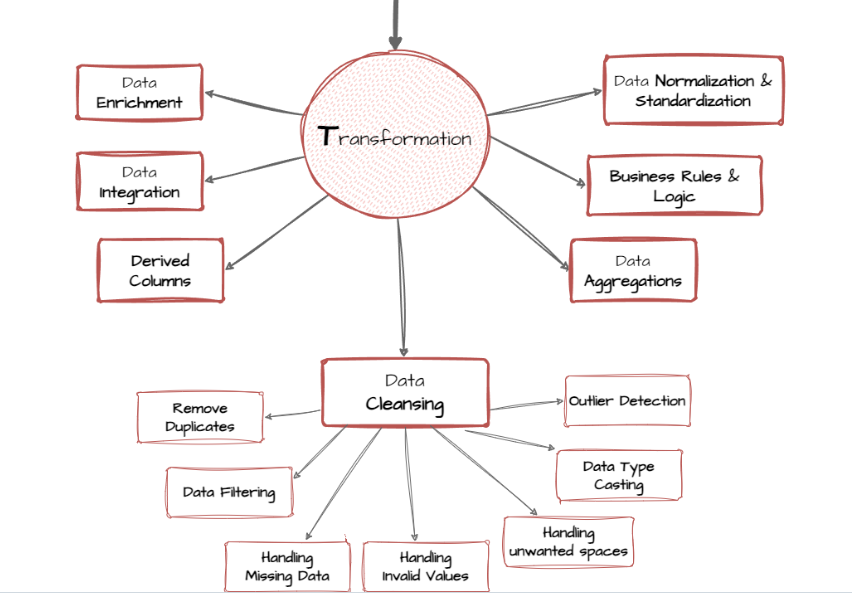 Transformation
Data
Enrichment
Data
Integration
Derived
Columns
Data Normalization &
Standardization
Business Rules &
Logic
Data
Aggregations
Data
Cleansing
Remove
Duplicates
Data Filtering
Handling
Missing Data
Handling
Invalid Values
Handling
unwanted spaces
Data Type
Casting
Outlier Detection